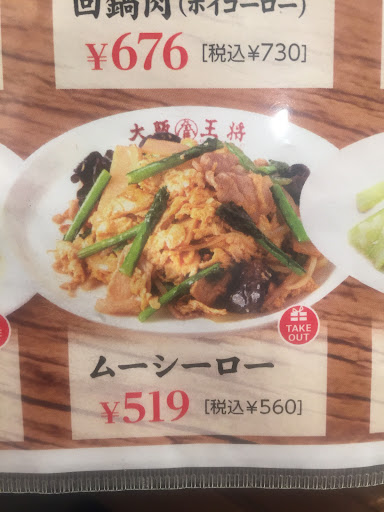 回鍋肉(ホイコーロー)
¥676 [税込¥730]
大阪王将
TAKE
OUT
ムーシーロー
¥519 [税込¥560]